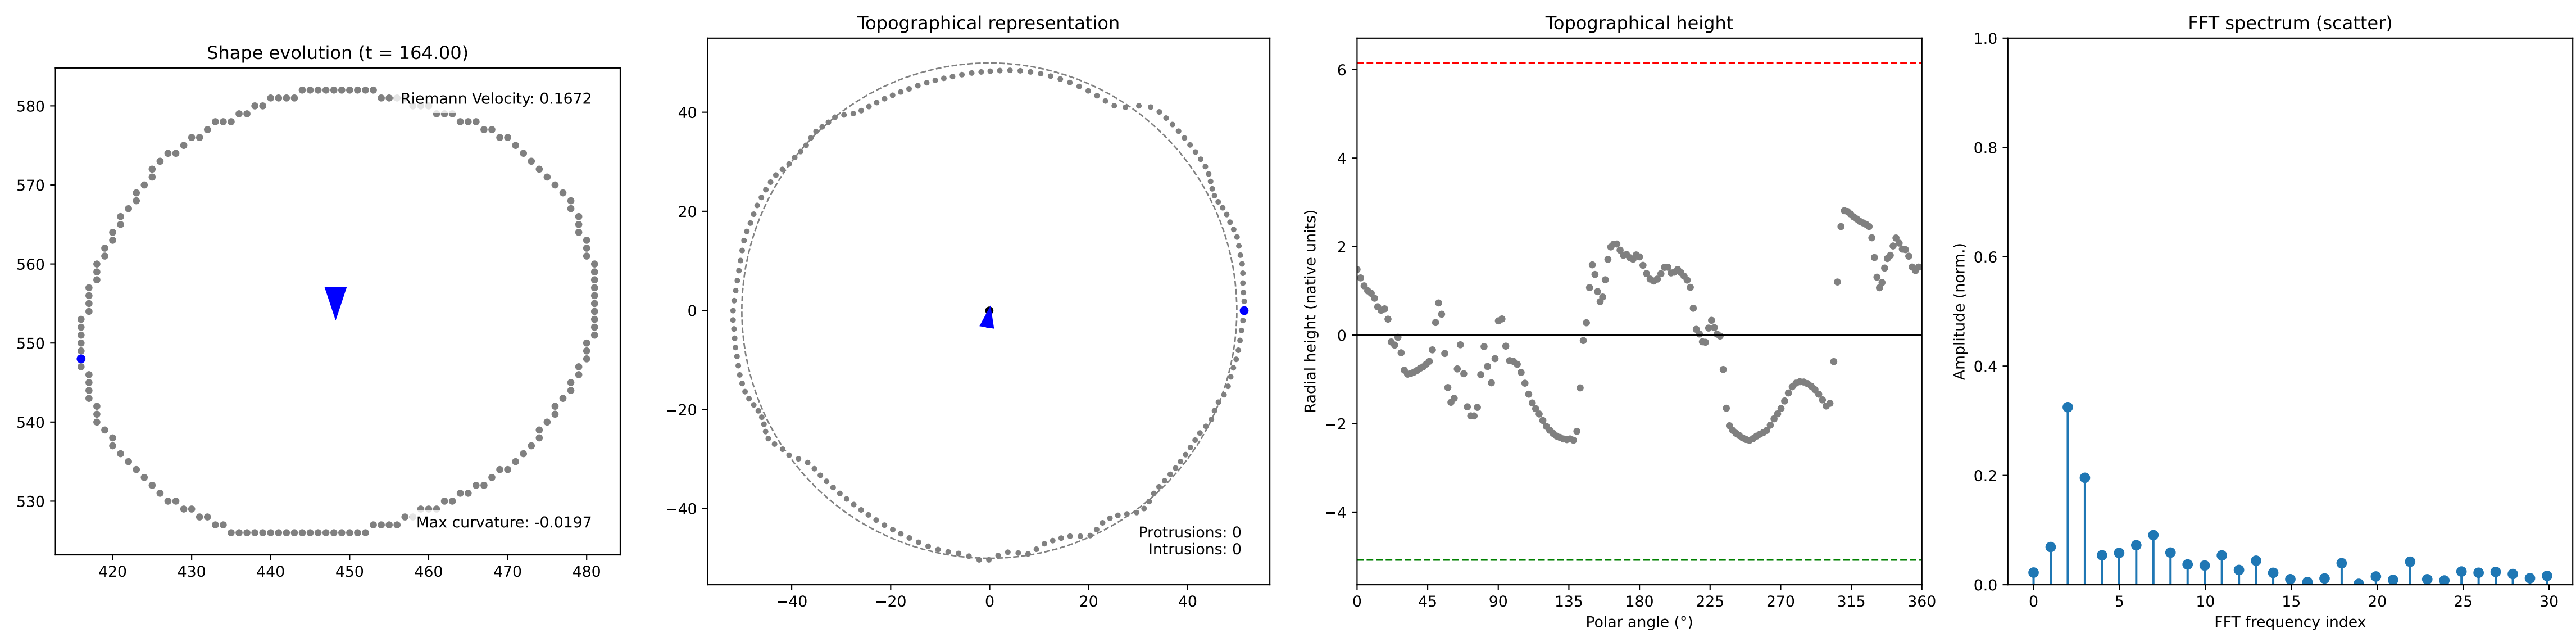 Shape evolution (t = 164.00)
Riemann Velocity: 0.1672
Max curvature: -0.0197
580
570
560
550
540
530
420 430 440 450 460 470 480
Topographical representation
40
20
0
−20
−40
Protrusions: 0
Intrusions: 0
−40 −20 0 20 40
Topographical height
Radial height (native units)
6
4
2
0
−2
−4
0 45 90 135 180 225 270 315 360
Polar angle (°)
FFT spectrum (scatter)
Amplitude (norm.)
1.0
0.8
0.6
0.4
0.2
0.0
0 5 10 15 20 25 30
FFT frequency index